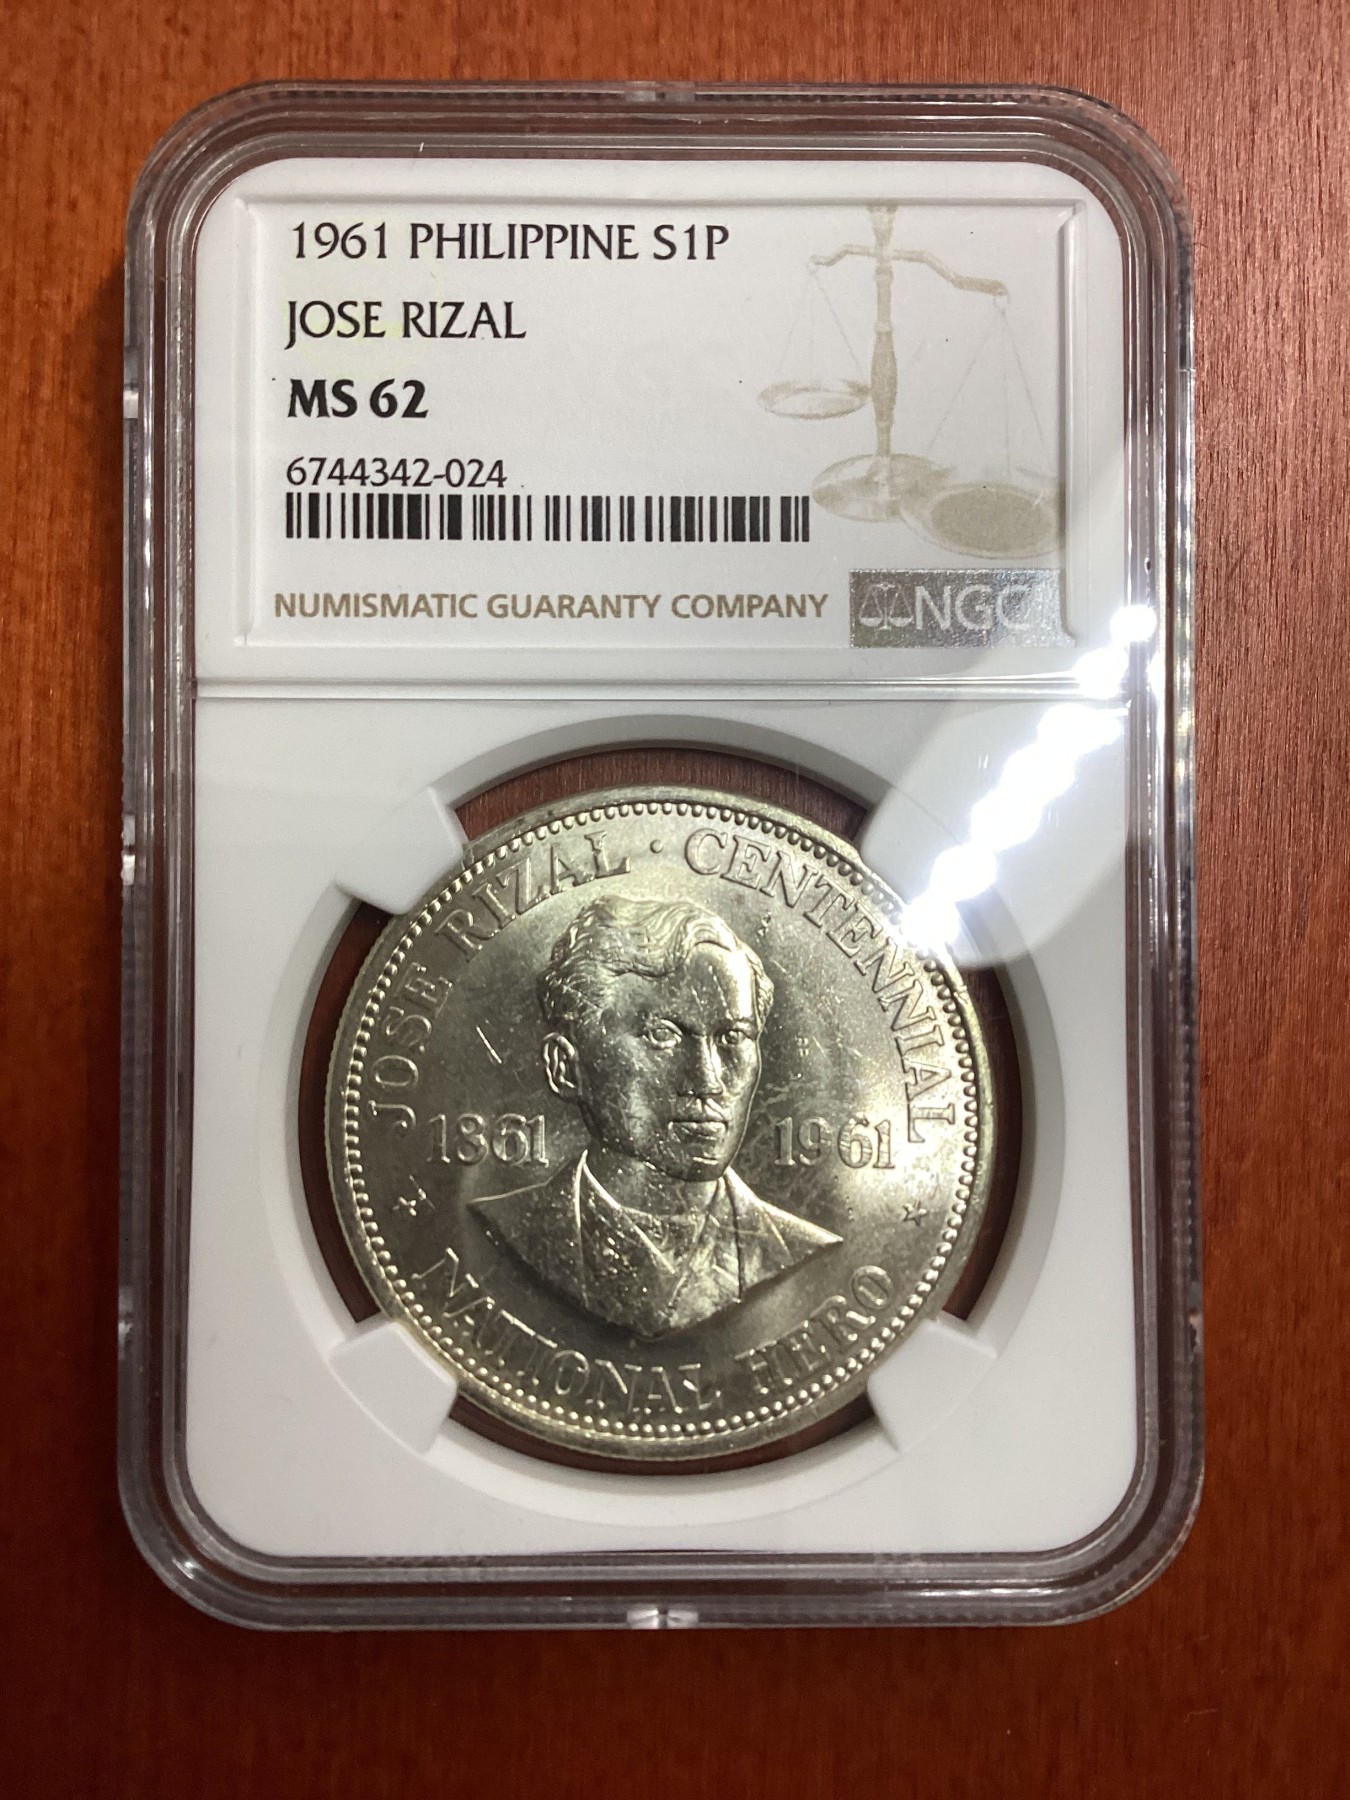 1961 PHILIPPINE S1P
JOSE RIZAL
MS 62
6744342-024
NUMISMATIC GUARANTY COMPANY
NGC
JOSE RIZAL · CENTENNIAL
1861 1961
NATIONAL HERO